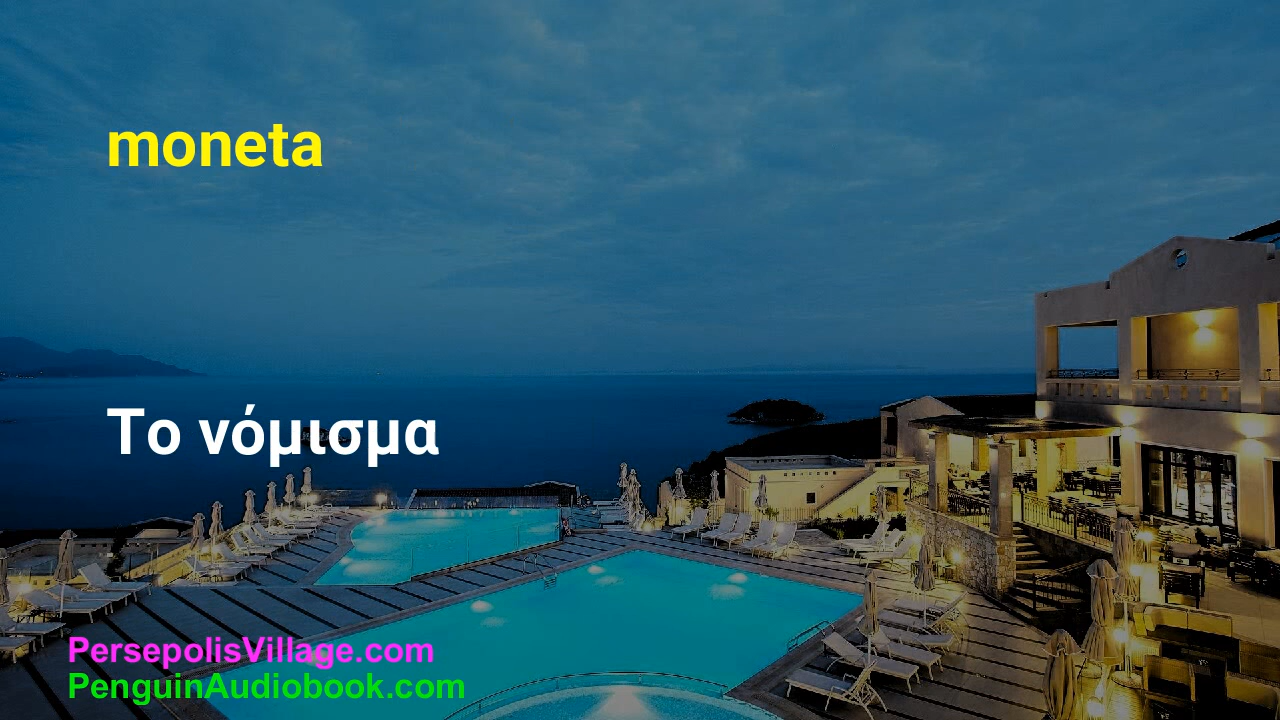 moneta
Το νόμισμα
PersepolisVillage.com
PenguinAudiobook.com